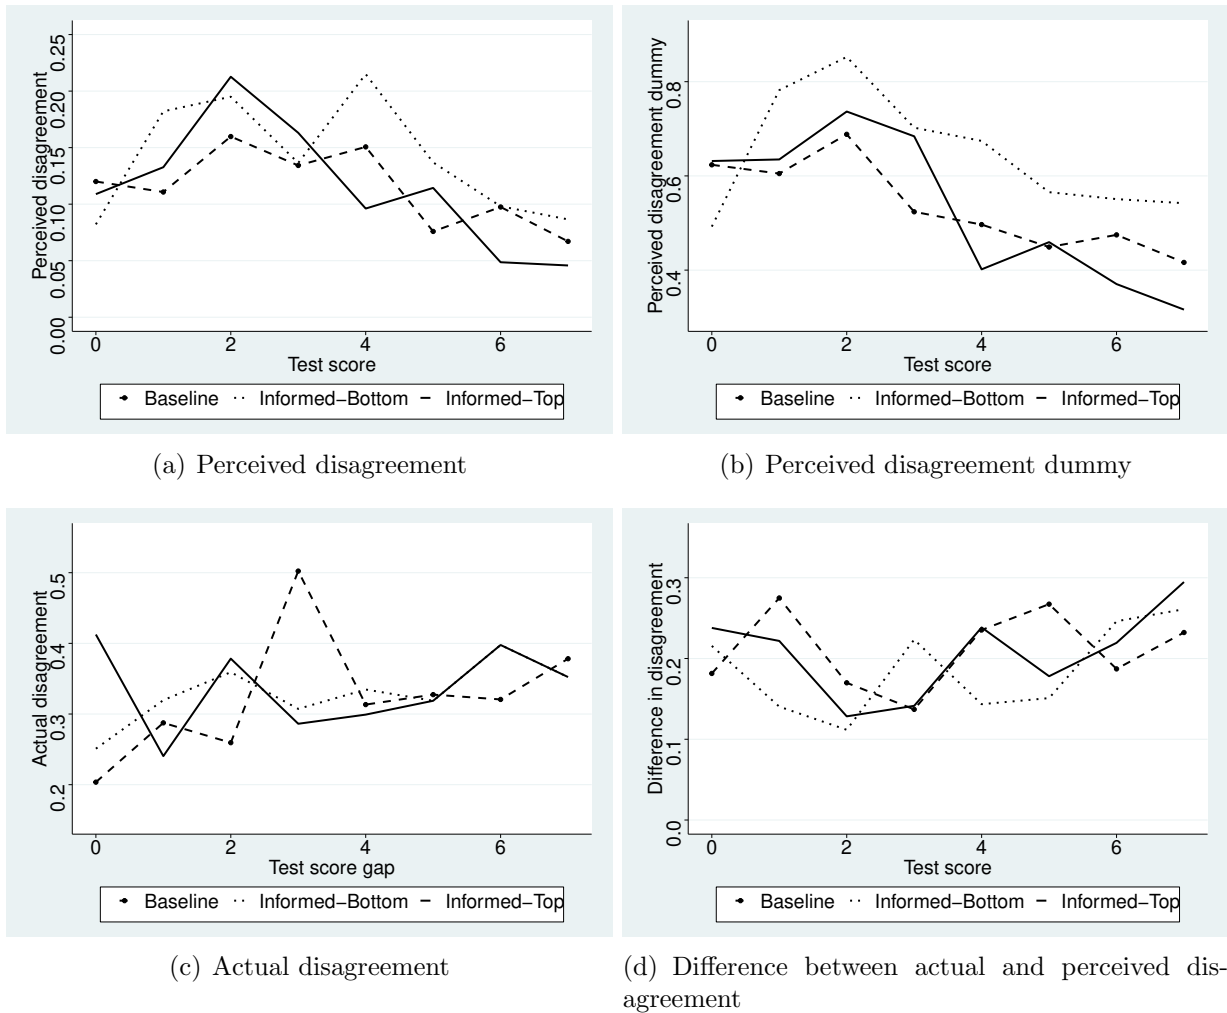 Perceived disagreement
0.00 0.05 0.10 0.15 0.20 0.25
0 2 4 6
Test score
Baseline Informed−Bottom Informed−Top
(a) Perceived disagreement
Perceived disagreement dummy
0.4 0.6 0.8
0 2 4 6
Test score
Baseline Informed−Bottom Informed−Top
(b) Perceived disagreement dummy
Actual disagreement
0.2 0.3 0.4 0.5
0 2 4 6
Test score gap
Baseline Informed−Bottom Informed−Top
(c) Actual disagreement
Difference in disagreement
0.0 0.1 0.2 0.3
0 2 4 6
Test score
Baseline Informed−Bottom Informed−Top
(d) Difference between actual and perceived dis-
agreement